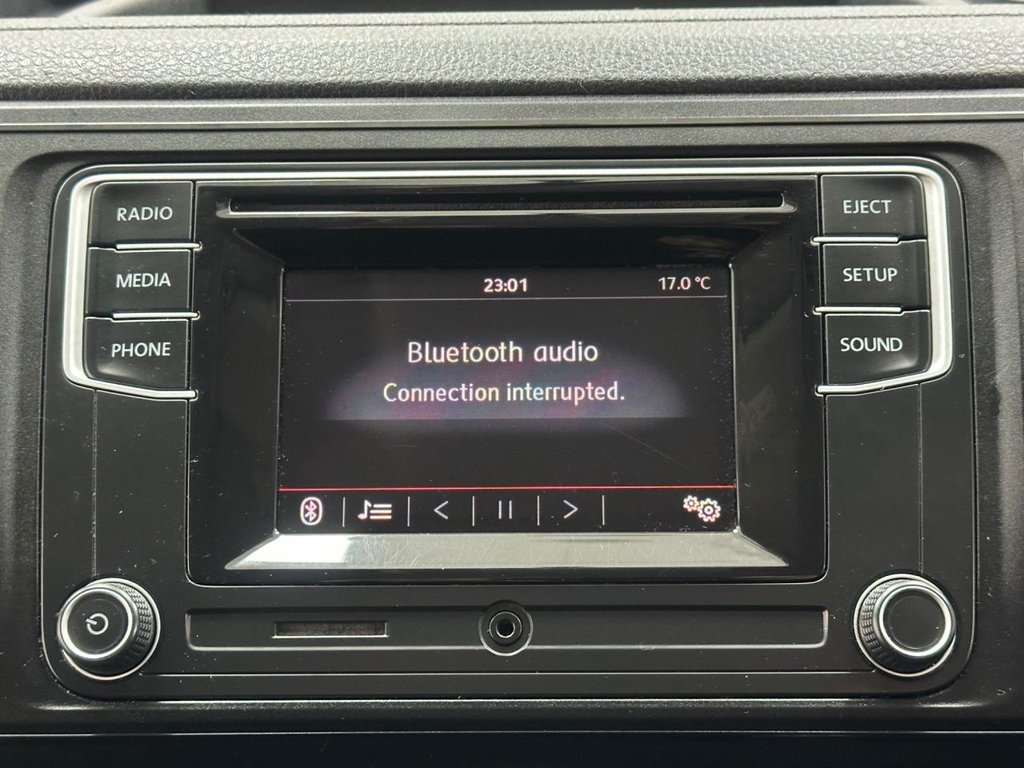 RADIO
MEDIA
PHONE
EJECT
SETUP
SOUND
23:01 17.0 °C
Bluetooth audio
Connection interrupted.